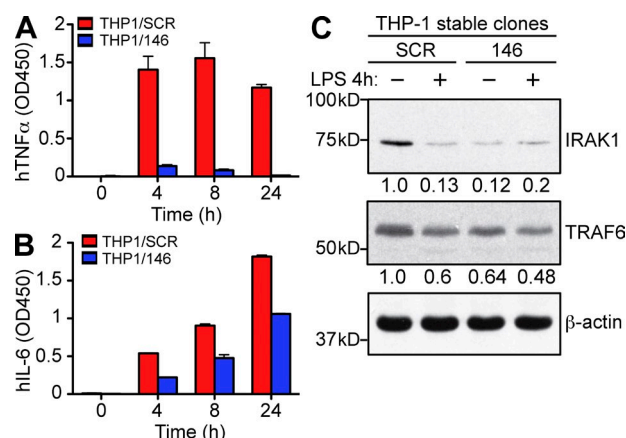 A
THP1/SCR
THP1/146
hTNFα (OD450)
2
1.5
1
0.5
0
0 4 8 24
Time (h)
B
THP1/SCR
THP1/146
hIL-6 (OD450)
2
1.5
1
0.5
0
0 4 8 24
Time (h)
C
THP-1 stable clones
SCR 146
LPS 4h: – + – +
100kD
75kD
IRAK1
1.0 0.13 0.12 0.2
TRAF6
50kD
1.0 0.6 0.64 0.48
β-actin
37kD